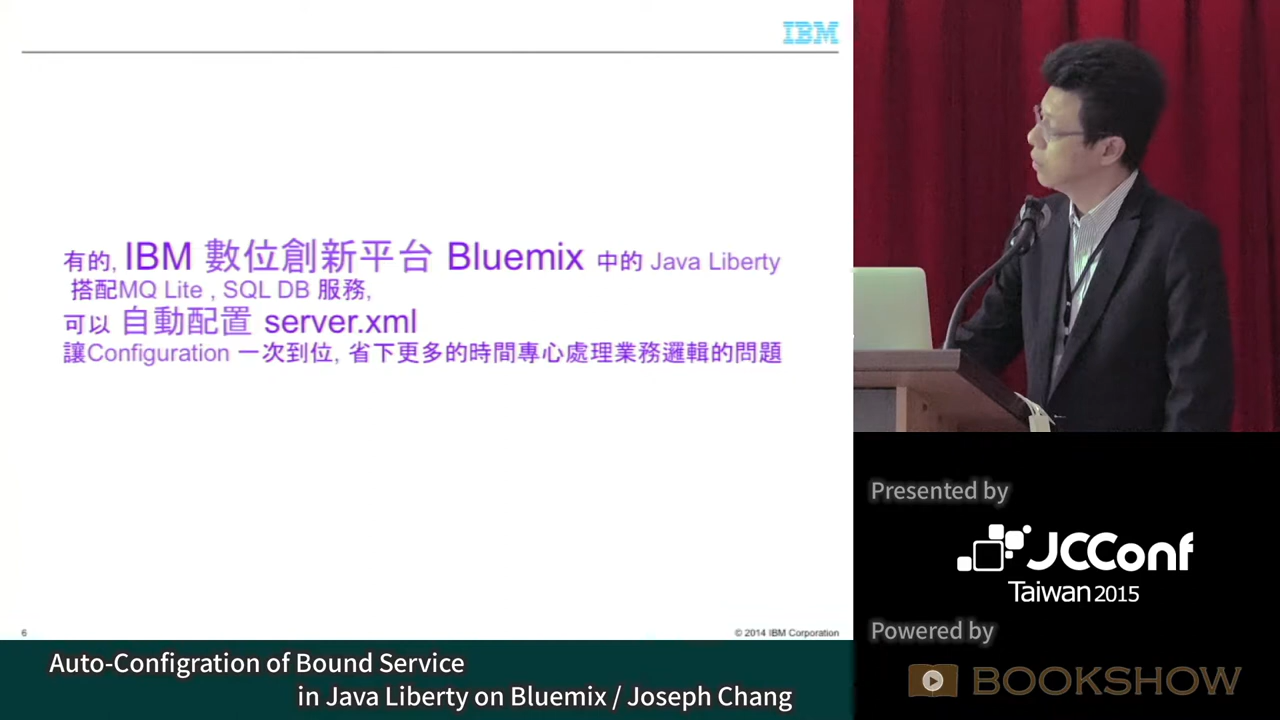 IBM
有的, IBM 數位創新平台 Bluemix 中的 Java Liberty
搭配MQ Lite , SQL DB 服務,
可以 自動配置 server.xml
讓Configuration 一次到位, 省下更多的時間專心處理業務邏輯的問題
6
© 2014 IBM Corporation
Auto-Configration of Bound Service
in Java Liberty on Bluemix / Joseph Chang
Presented by
JCConf
Taiwan 2015
Powered by
BOOKSHOW